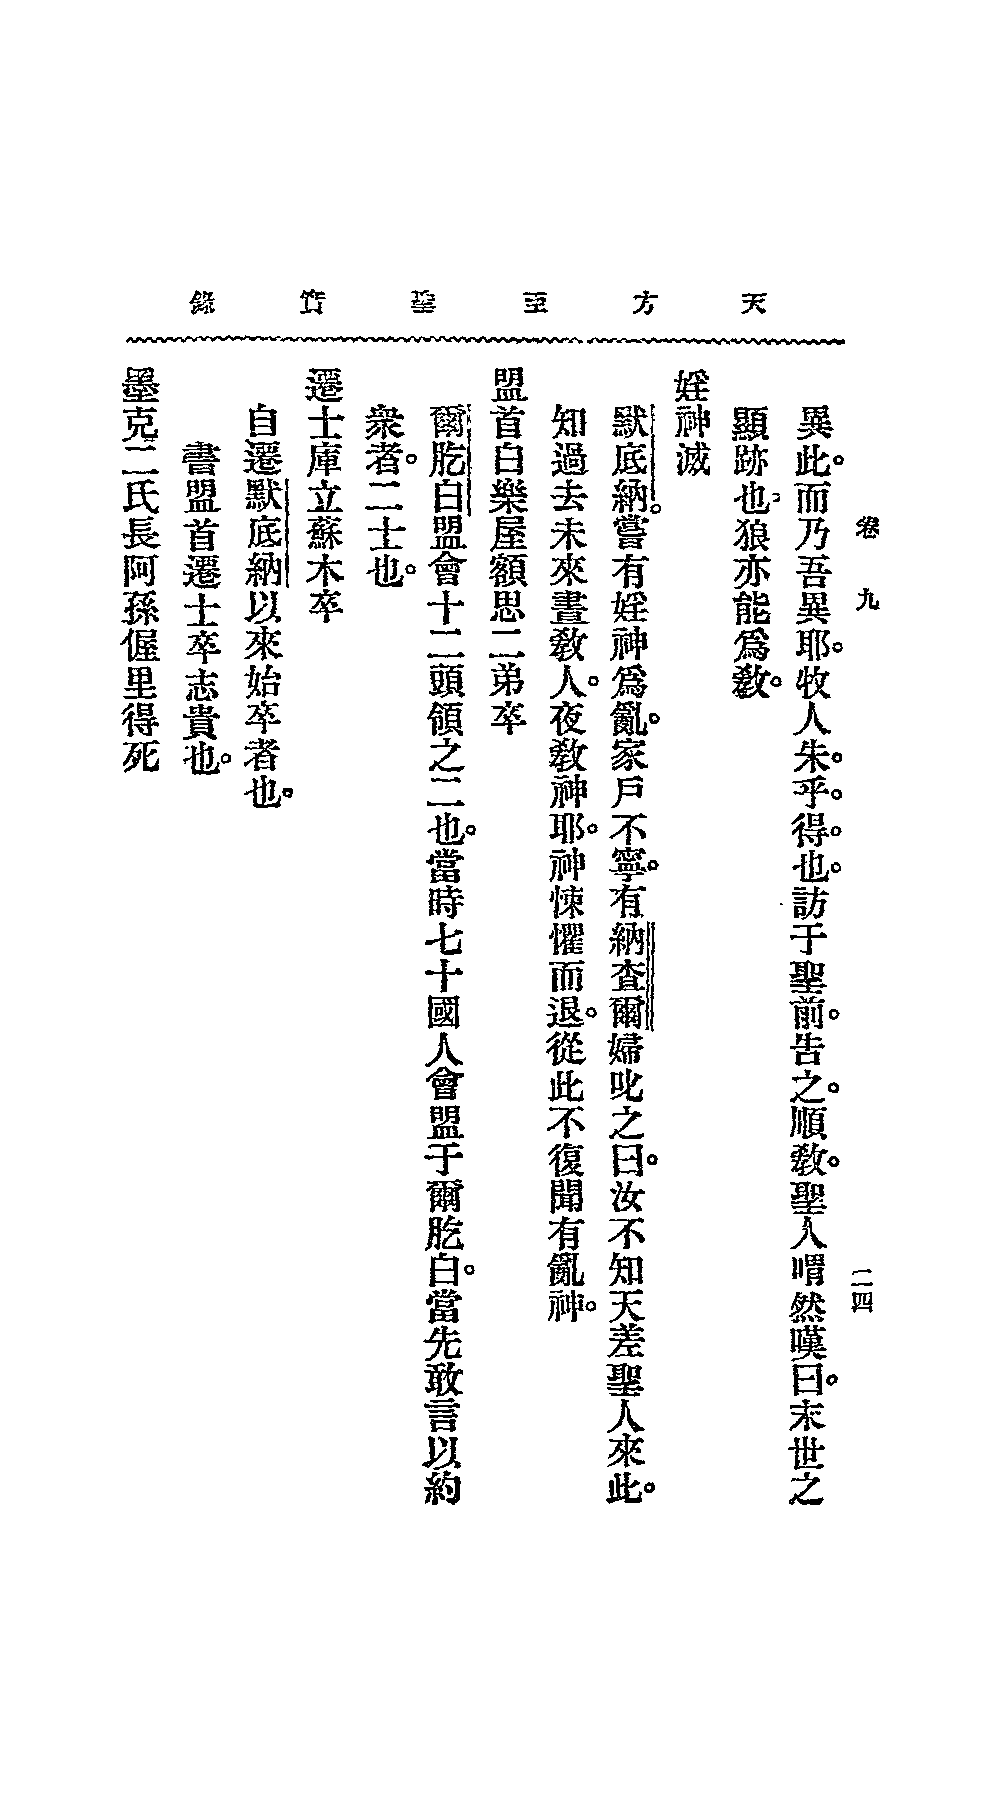 天方至聖實錄
卷九
二四
異此。而乃吾異耶。牧人朱。乎。得。也。訪于聖前。告之。順教。聖人喟然嘆曰。末世之
顯跡也。狼亦能爲教。
婬神滅
默底納。嘗有婬神爲亂。家戶不寧。有納查爾婦叱之曰。汝不知天差聖人來此。
知過去未來晝教人。夜教神耶。神悚懼而退。從此不復聞有亂神。
盟首白樂屋額思二弟卒
爾肐白盟會十二頭領之二也。當時七十國人會盟于爾肐白。當先敢言以約
衆者。二士也。
遷士庫立蘇木卒
自遷默底納以來始卒者也。
書盟首遷士卒志貴也。
墨克二氏長阿孫偓里得死